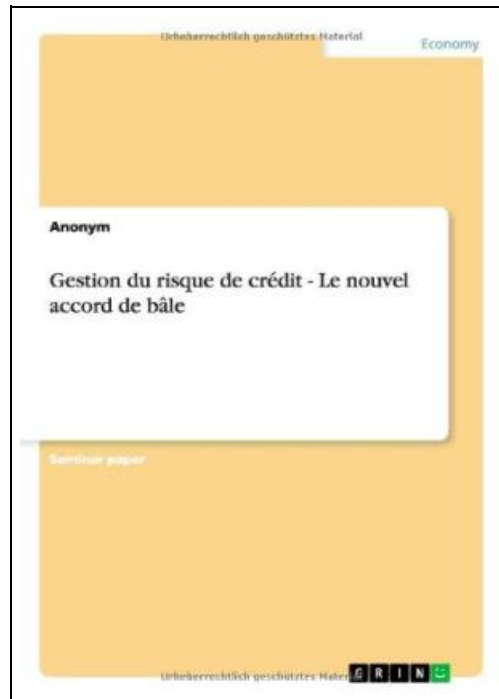 Urheberrechtlich geschütztes Material
Economy
Anonym
Gestion du risque de crédit - Le nouvel
accord de bâle
Seminar paper
Urheberrechtlich geschütztes Mater
GRIN